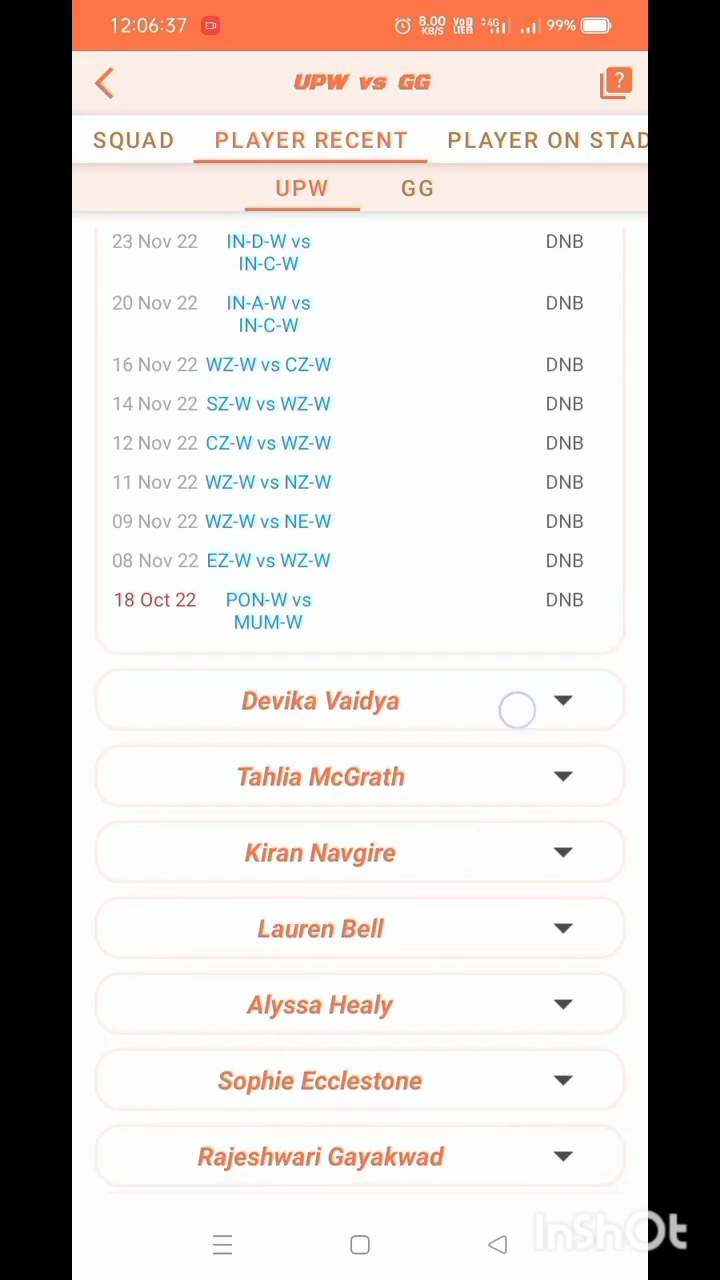 12:06:37 8.00 KB/S VoD LTE 4G 99%
UPW vs GG ?
SQUAD PLAYER RECENT PLAYER ON STAD
UPW GG
23 Nov 22 IN-D-W vs DNB
IN-C-W
20 Nov 22 IN-A-W vs DNB
IN-C-W
16 Nov 22 WZ-W vs CZ-W DNB
14 Nov 22 SZ-W vs WZ-W DNB
12 Nov 22 CZ-W vs WZ-W DNB
11 Nov 22 WZ-W vs NZ-W DNB
09 Nov 22 WZ-W vs NE-W DNB
08 Nov 22 EZ-W vs WZ-W DNB
18 Oct 22 PON-W vs DNB
MUM-W
Devika Vaidya
Tahlia McGrath
Kiran Navgire
Lauren Bell
Alyssa Healy
Sophie Ecclestone
Rajeshwari Gayakwad
InShOt